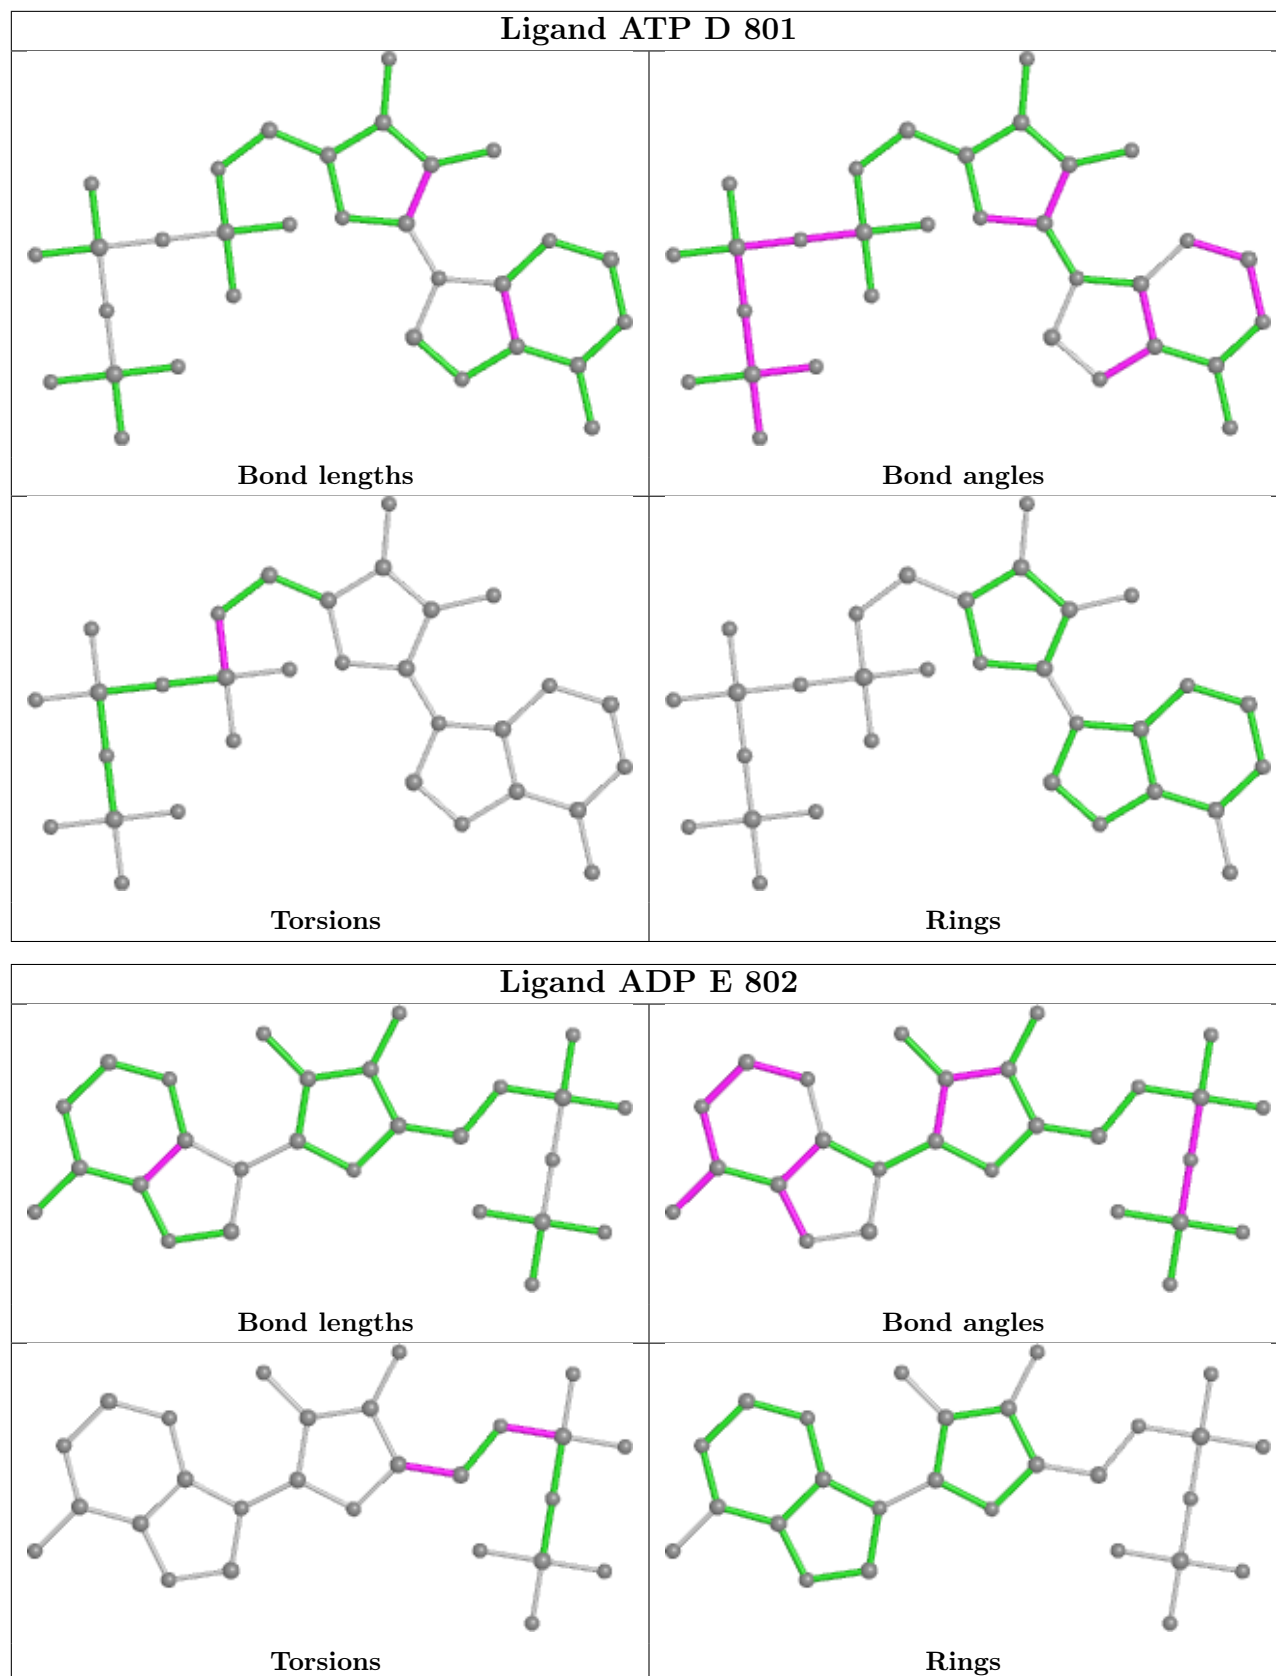 Ligand ATP D 801
Bond lengths
Bond angles
Torsions
Rings
Ligand ADP E 802
Bond lengths
Bond angles
Torsions
Rings